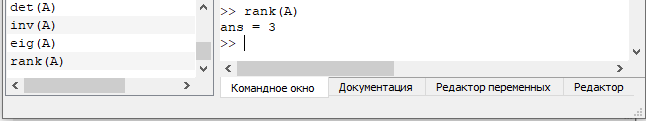 det(A)
inv(A)
eig(A)
rank(A)
>> rank(A)
ans = 3
>>
Командное окно Документация Редактор переменных Редактор